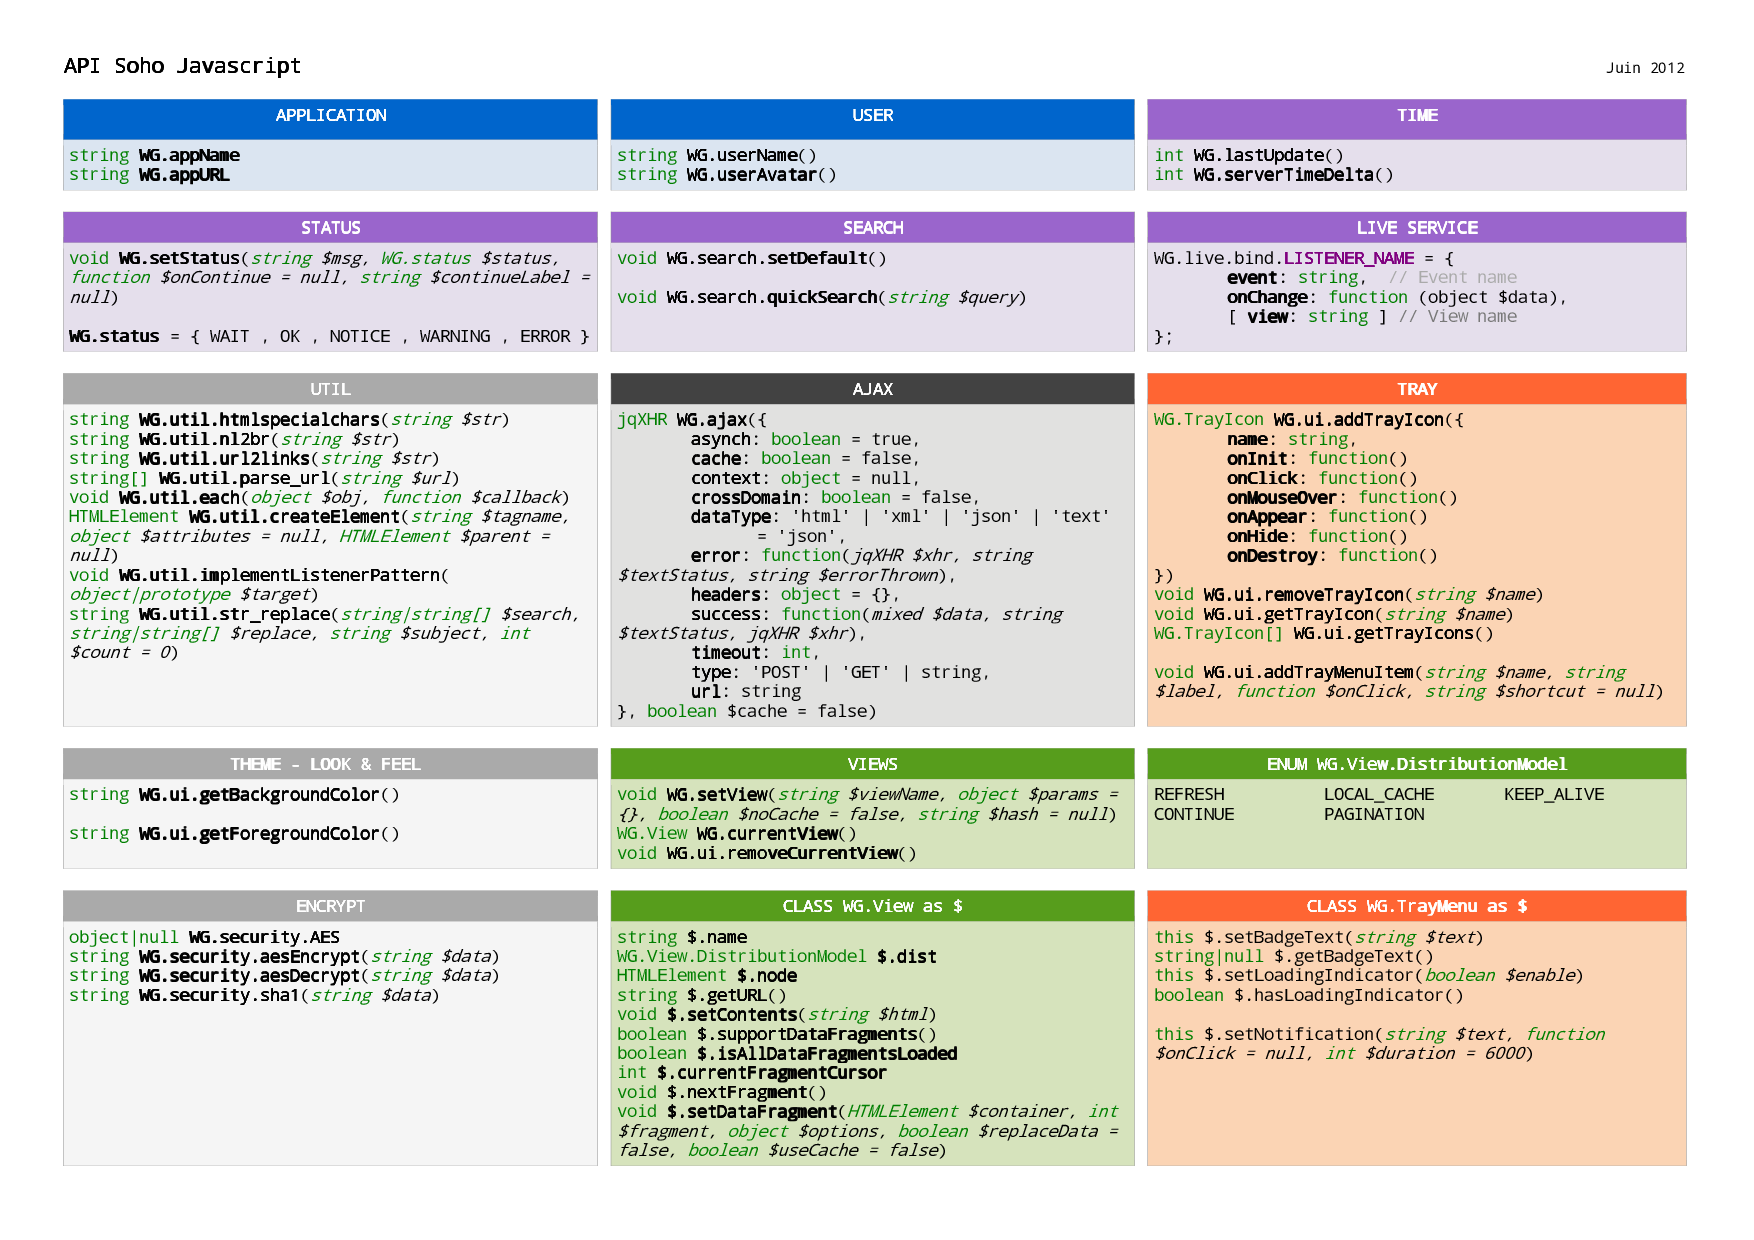 API Soho Javascript
Juin 2012
APPLICATION
string WG.appName
string WG.appURL
USER
string WG.userName()
string WG.userAvatar()
TIME
int WG.lastUpdate()
int WG.serverTimeDelta()
STATUS
void WG.setStatus(string $msg, WG.status $status,
function $onContinue = null, string $continueLabel =
null)
WG.status = { WAIT , OK , NOTICE , WARNING , ERROR }
SEARCH
void WG.search.setDefault()
void WG.search.quickSearch(string $query)
LIVE SERVICE
WG.live.bind.LISTENER_NAME = {
event: string, // Event name
onChange: function (object $data),
[ view: string ] // View name
};
UTIL
string WG.util.htmlspecialchars(string $str)
string WG.util.nl2br(string $str)
string WG.util.url2links(string $str)
string[] WG.util.parse_url(string $url)
void WG.util.each(object $obj, function $callback)
HTMLElement WG.util.createElement(string $tagname,
object $attributes = null, HTMLElement $parent =
null)
void WG.util.implementListenerPattern(
object|prototype $target)
string WG.util.str_replace(string|string[] $search,
string|string[] $replace, string $subject, int
$count = 0)
AJAX
jqXHR WG.ajax({
asynch: boolean = true,
cache: boolean = false,
context: object = null,
crossDomain: boolean = false,
dataType: 'html' | 'xml' | 'json' | 'text'
= 'json',
error: function(jqXHR $xhr, string
$textStatus, string $errorThrown),
headers: object = {},
success: function(mixed $data, string
$textStatus, jqXHR $xhr),
timeout: int,
type: 'POST' | 'GET' | string,
url: string
}, boolean $cache = false)
TRAY
WG.TrayIcon WG.ui.addTrayIcon({
name: string,
onInit: function()
onClick: function()
onMouseOver: function()
onAppear: function()
onHide: function()
onDestroy: function()
})
void WG.ui.removeTrayIcon(string $name)
void WG.ui.getTrayIcon(string $name)
WG.TrayIcon[] WG.ui.getTrayIcons()
void WG.ui.addTrayMenuItem(string $name, string
$label, function $onClick, string $shortcut = null)
THEME - LOOK & FEEL
string WG.ui.getBackgroundColor()
string WG.ui.getForegroundColor()
VIEWS
void WG.setView(string $viewName, object $params =
{}, boolean $noCache = false, string $hash = null)
WG.View WG.currentView()
void WG.ui.removeCurrentView()
ENUM WG.View.DistributionModel
REFRESH LOCAL_CACHE KEEP_ALIVE
CONTINUE PAGINATION
ENCRYPT
object|null WG.security.AES
string WG.security.aesEncrypt(string $data)
string WG.security.aesDecrypt(string $data)
string WG.security.sha1(string $data)
CLASS WG.View as $
string $.name
WG.View.DistributionModel $.dist
HTMLElement $.node
string $.getURL()
void $.setContents(string $html)
boolean $.supportDataFragments()
boolean $.isAllDataFragmentsLoaded
int $.currentFragmentCursor
void $.nextFragment()
void $.setDataFragment(HTMLElement $container, int
$fragment, object $options, boolean $replaceData =
false, boolean $useCache = false)
CLASS WG.TrayMenu as $
this $.setBadgeText(string $text)
string|null $.getBadgeText()
this $.setLoadingIndicator(boolean $enable)
boolean $.hasLoadingIndicator()
this $.setNotification(string $text, function
$onClick = null, int $duration = 6000)